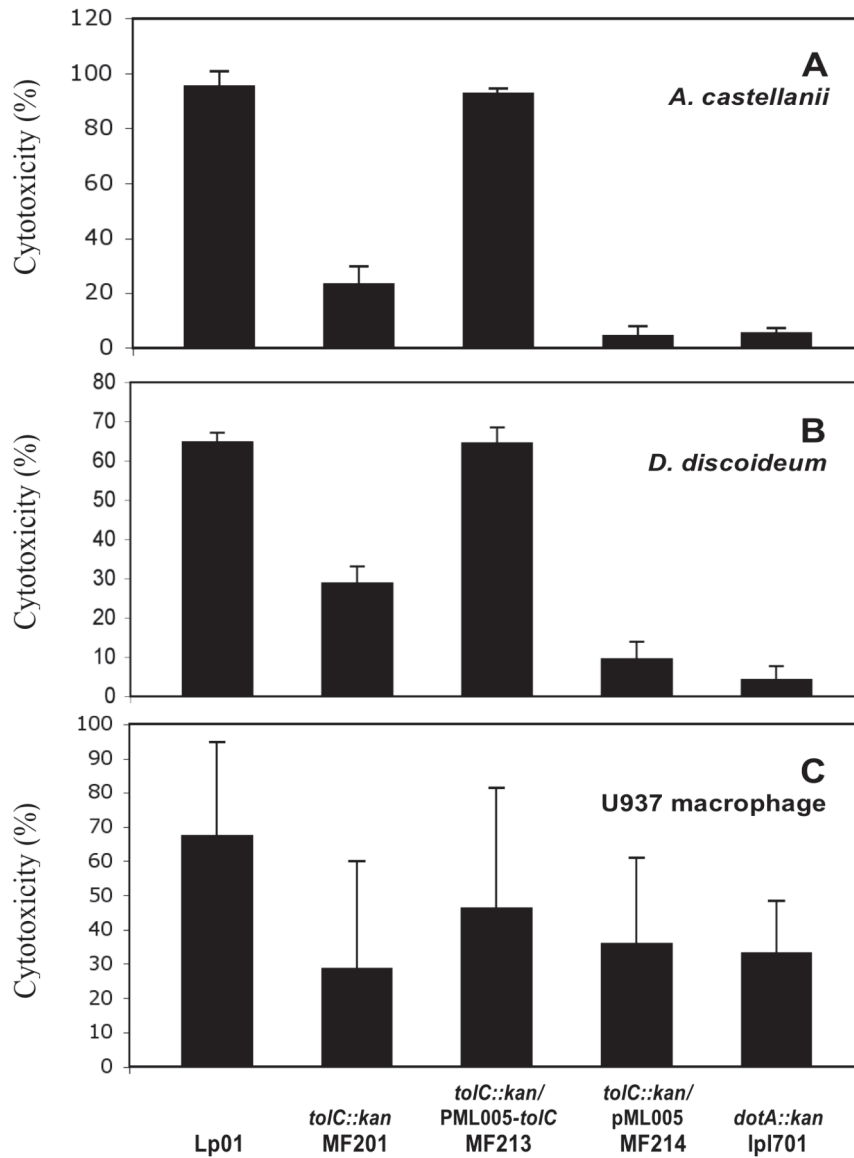 120
100
80
60
40
20
0
Cytotoxicity (%)
A
A. castellanii
80
70
60
50
40
30
20
10
0
Cytotoxicity (%)
B
D. discoideum
100
90
80
70
60
50
40
30
20
10
0
Cytotoxicity (%)
C
U937 macrophage
Lp01
tolC::kan
MF201
tolC::kan/
PML005-tolC
MF213
tolC::kan/
pML005
MF214
dotA::kan
lpl701